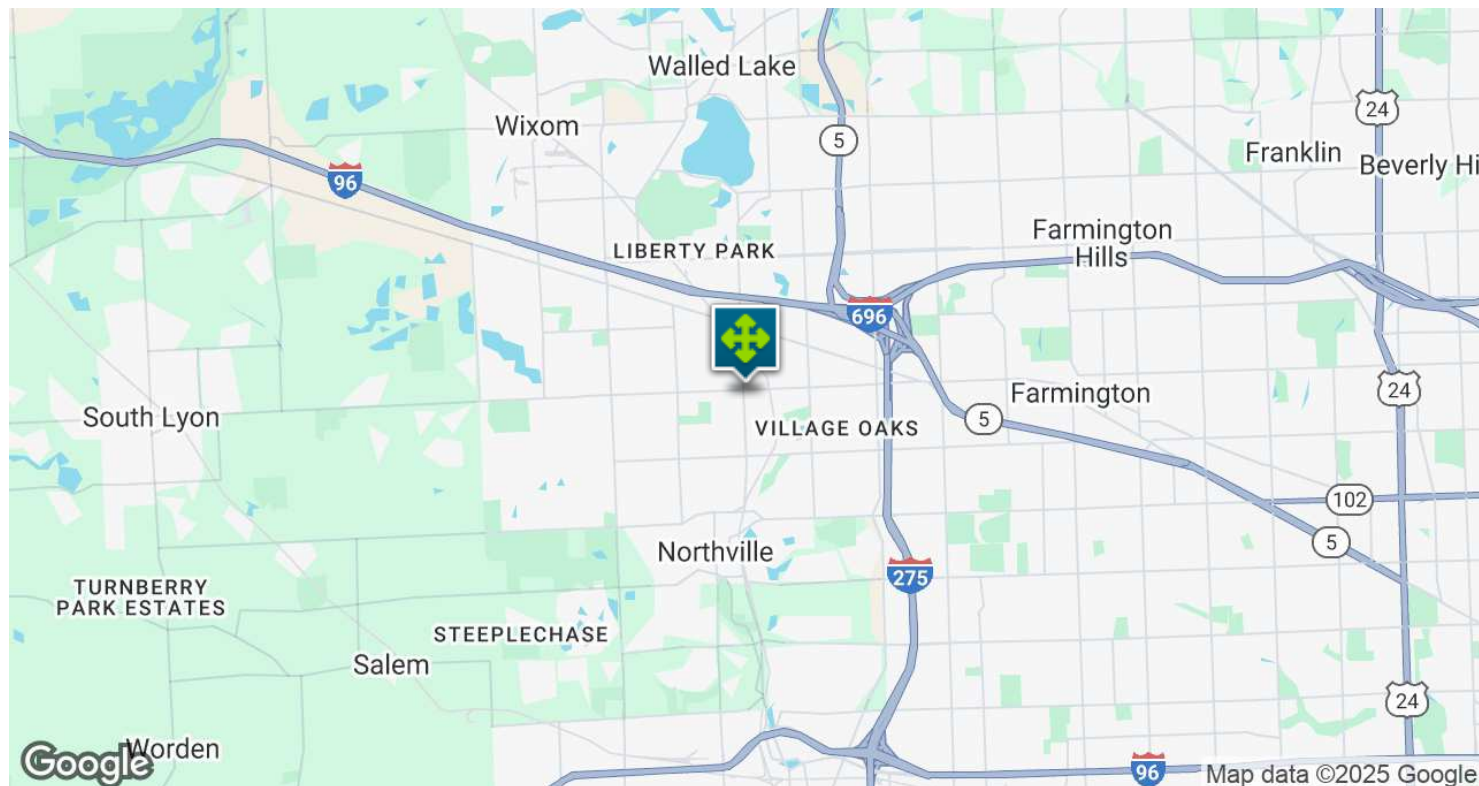 Walled Lake
Wixom
5
24
Franklin
Beverly Hi
96
LIBERTY PARK
Farmington
Hills
696
24
South Lyon
Farmington
5
VILLAGE OAKS
102
5
Northville
275
TURNBERRY
PARK ESTATES
STEEPLECHASE
Salem
24
Worden
Google
96
Map data ©2025 Google